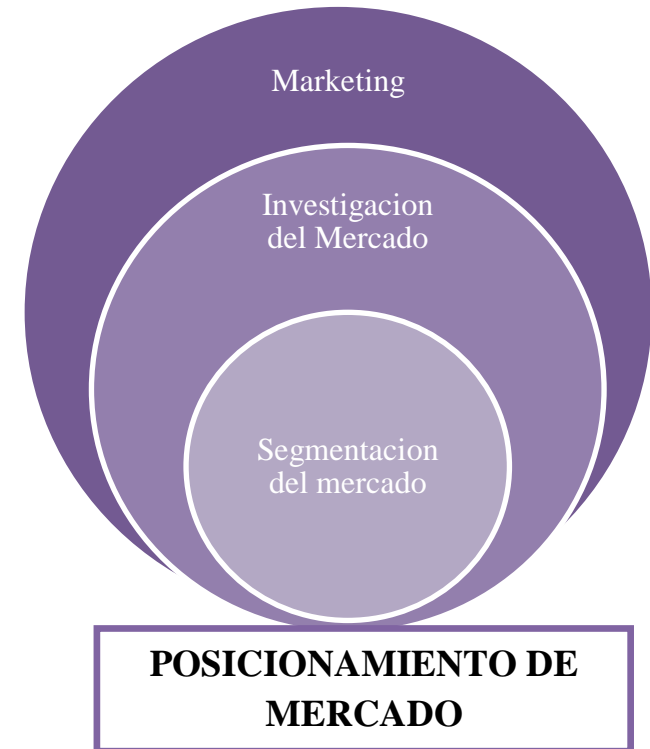 Marketing
Investigacion
del Mercado
Segmentacion
del mercado
POSICIONAMIENTO DE
MERCADO